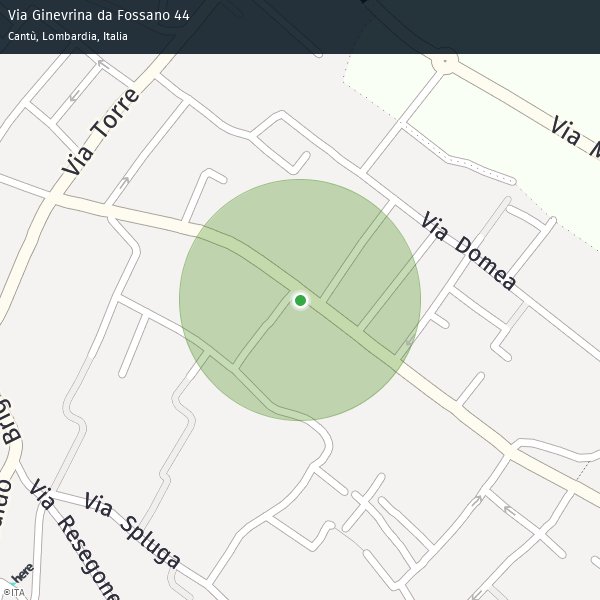 Via Ginevrina da Fossano 44
Cantù, Lombardia, Italia
Via Torre
Via M
Via Domea
Brig
ardo
Via Resegone
Via Spluga
here
©ITA